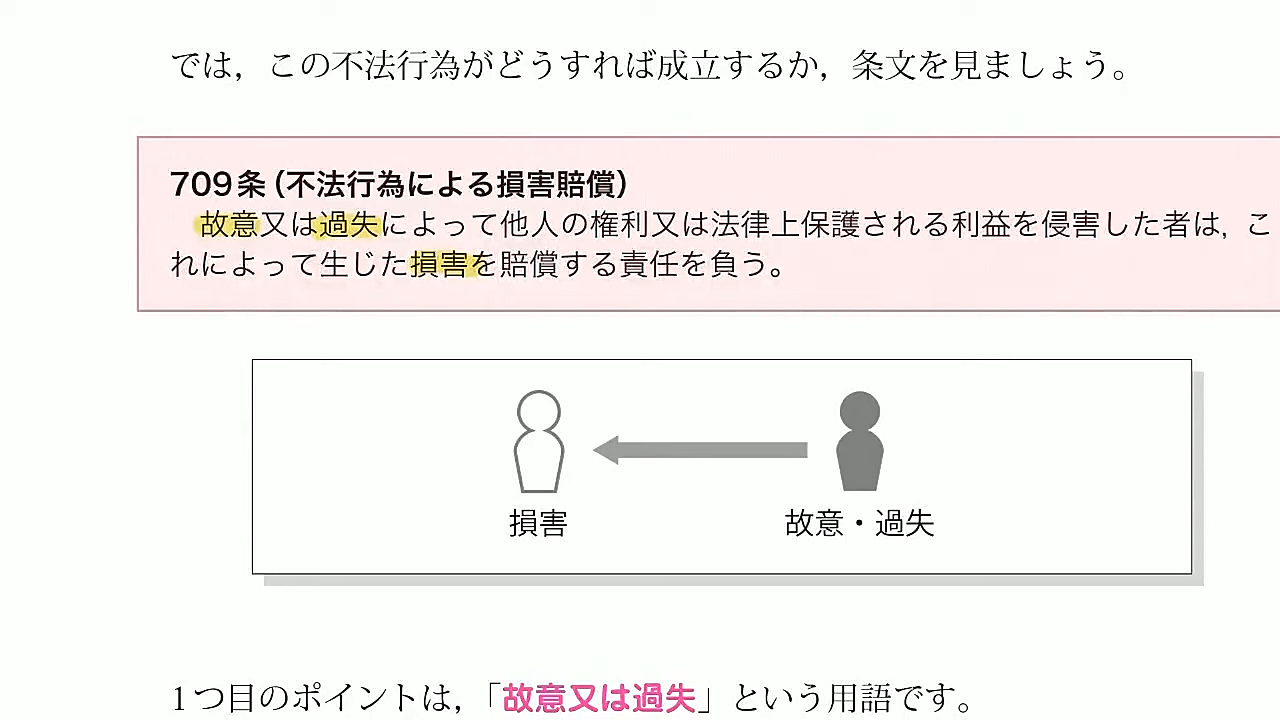 では，この不法行為がどうすれば成立するか，条文を見ましょう。
709条（不法行為による損害賠償）
故意又は過失によって他人の権利又は法律上保護される利益を侵害した者は，こ
れによって生じた損害を賠償する責任を負う。
損害
故意・過失
1つ目のポイントは，「故意又は過失」という用語です。